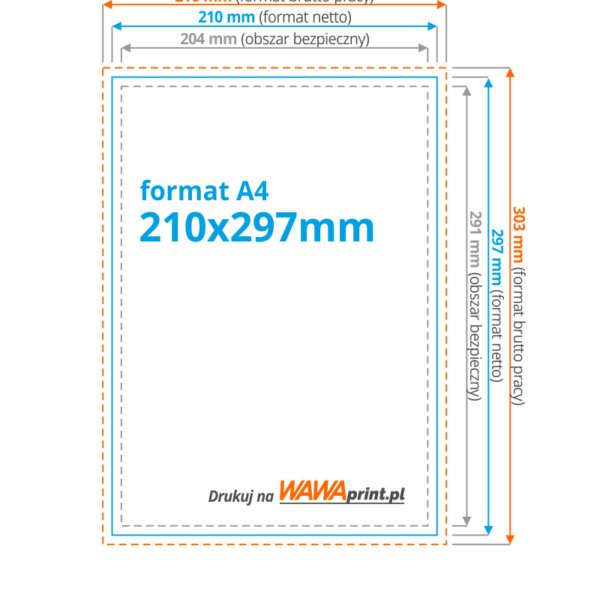 (format brutto pracy)
210 mm (format netto)
204 mm (obszar bezpieczny)
format A4
210x297mm
291 mm (obszar bezpieczny)
297 mm (format netto)
303 mm (format brutto pracy)
Drukuj na WAWAprint.pl